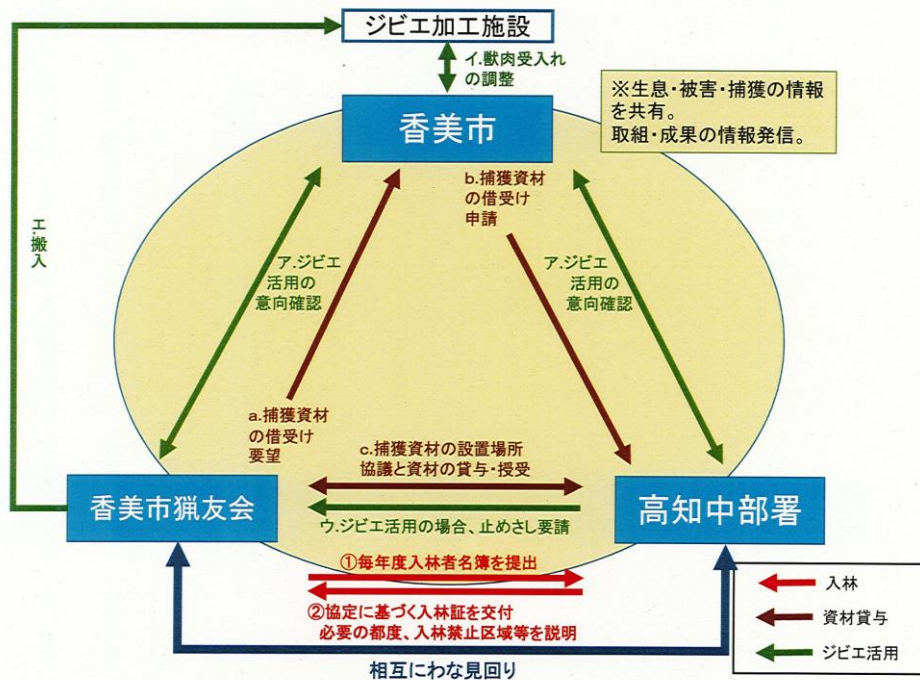 ジビエ加工施設
イ.獣肉受入れ
の調整
※生息・被害・捕獲の情報
を共有。
取組・成果の情報発信。
香美市
b.捕獲資材
の借受け
申請
エ.搬入
ア.ジビエ
活用の
意向確認
ア.ジビエ
活用の
意向確認
a.捕獲資材
の借受け
要望
c.捕獲資材の設置場所
協議と資材の貸与・授受
香美市猟友会
高知中部署
ウ.ジビエ活用の場合、止めさし要請
①毎年度入林者名簿を提出
②協定に基づく入林証を交付
必要の都度、入林禁止区域等を説明
相互にわな見回り
入林
資材貸与
ジビエ活用